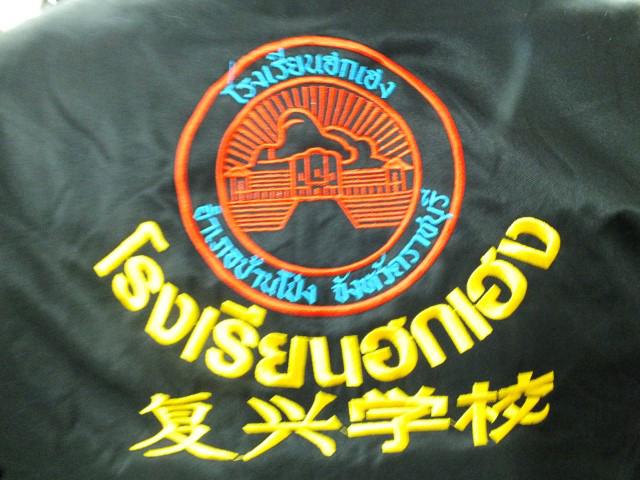 โรงเรียนฮกเฮง
อำเภอบ้านโป่ง จังหวัดราชบุรี
โรงเรียนฮกเฮง
复兴学校